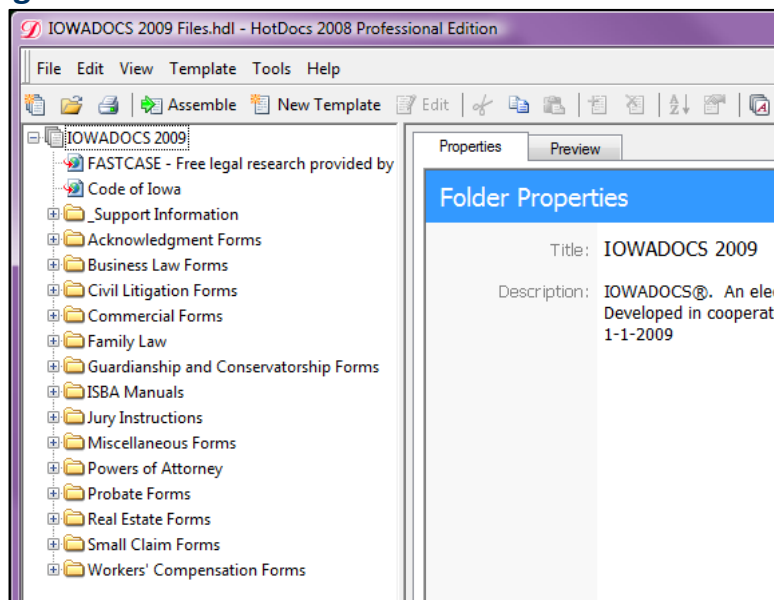 IOWADOCS 2009 Files.hdl - HotDocs 2008 Professional Edition
File Edit View Template Tools Help
Assemble New Template Edit
IOWADOCS 2009
FASTCASE - Free legal research provided by
Code of Iowa
_Support Information
Acknowledgment Forms
Business Law Forms
Civil Litigation Forms
Commercial Forms
Family Law
Guardianship and Conservatorship Forms
ISBA Manuals
Jury Instructions
Miscellaneous Forms
Powers of Attorney
Probate Forms
Real Estate Forms
Small Claim Forms
Workers' Compensation Forms
Properties Preview
Folder Properties
Title: IOWADOCS 2009
Description: IOWADOCS®. An ele
Developed in cooperat
1-1-2009